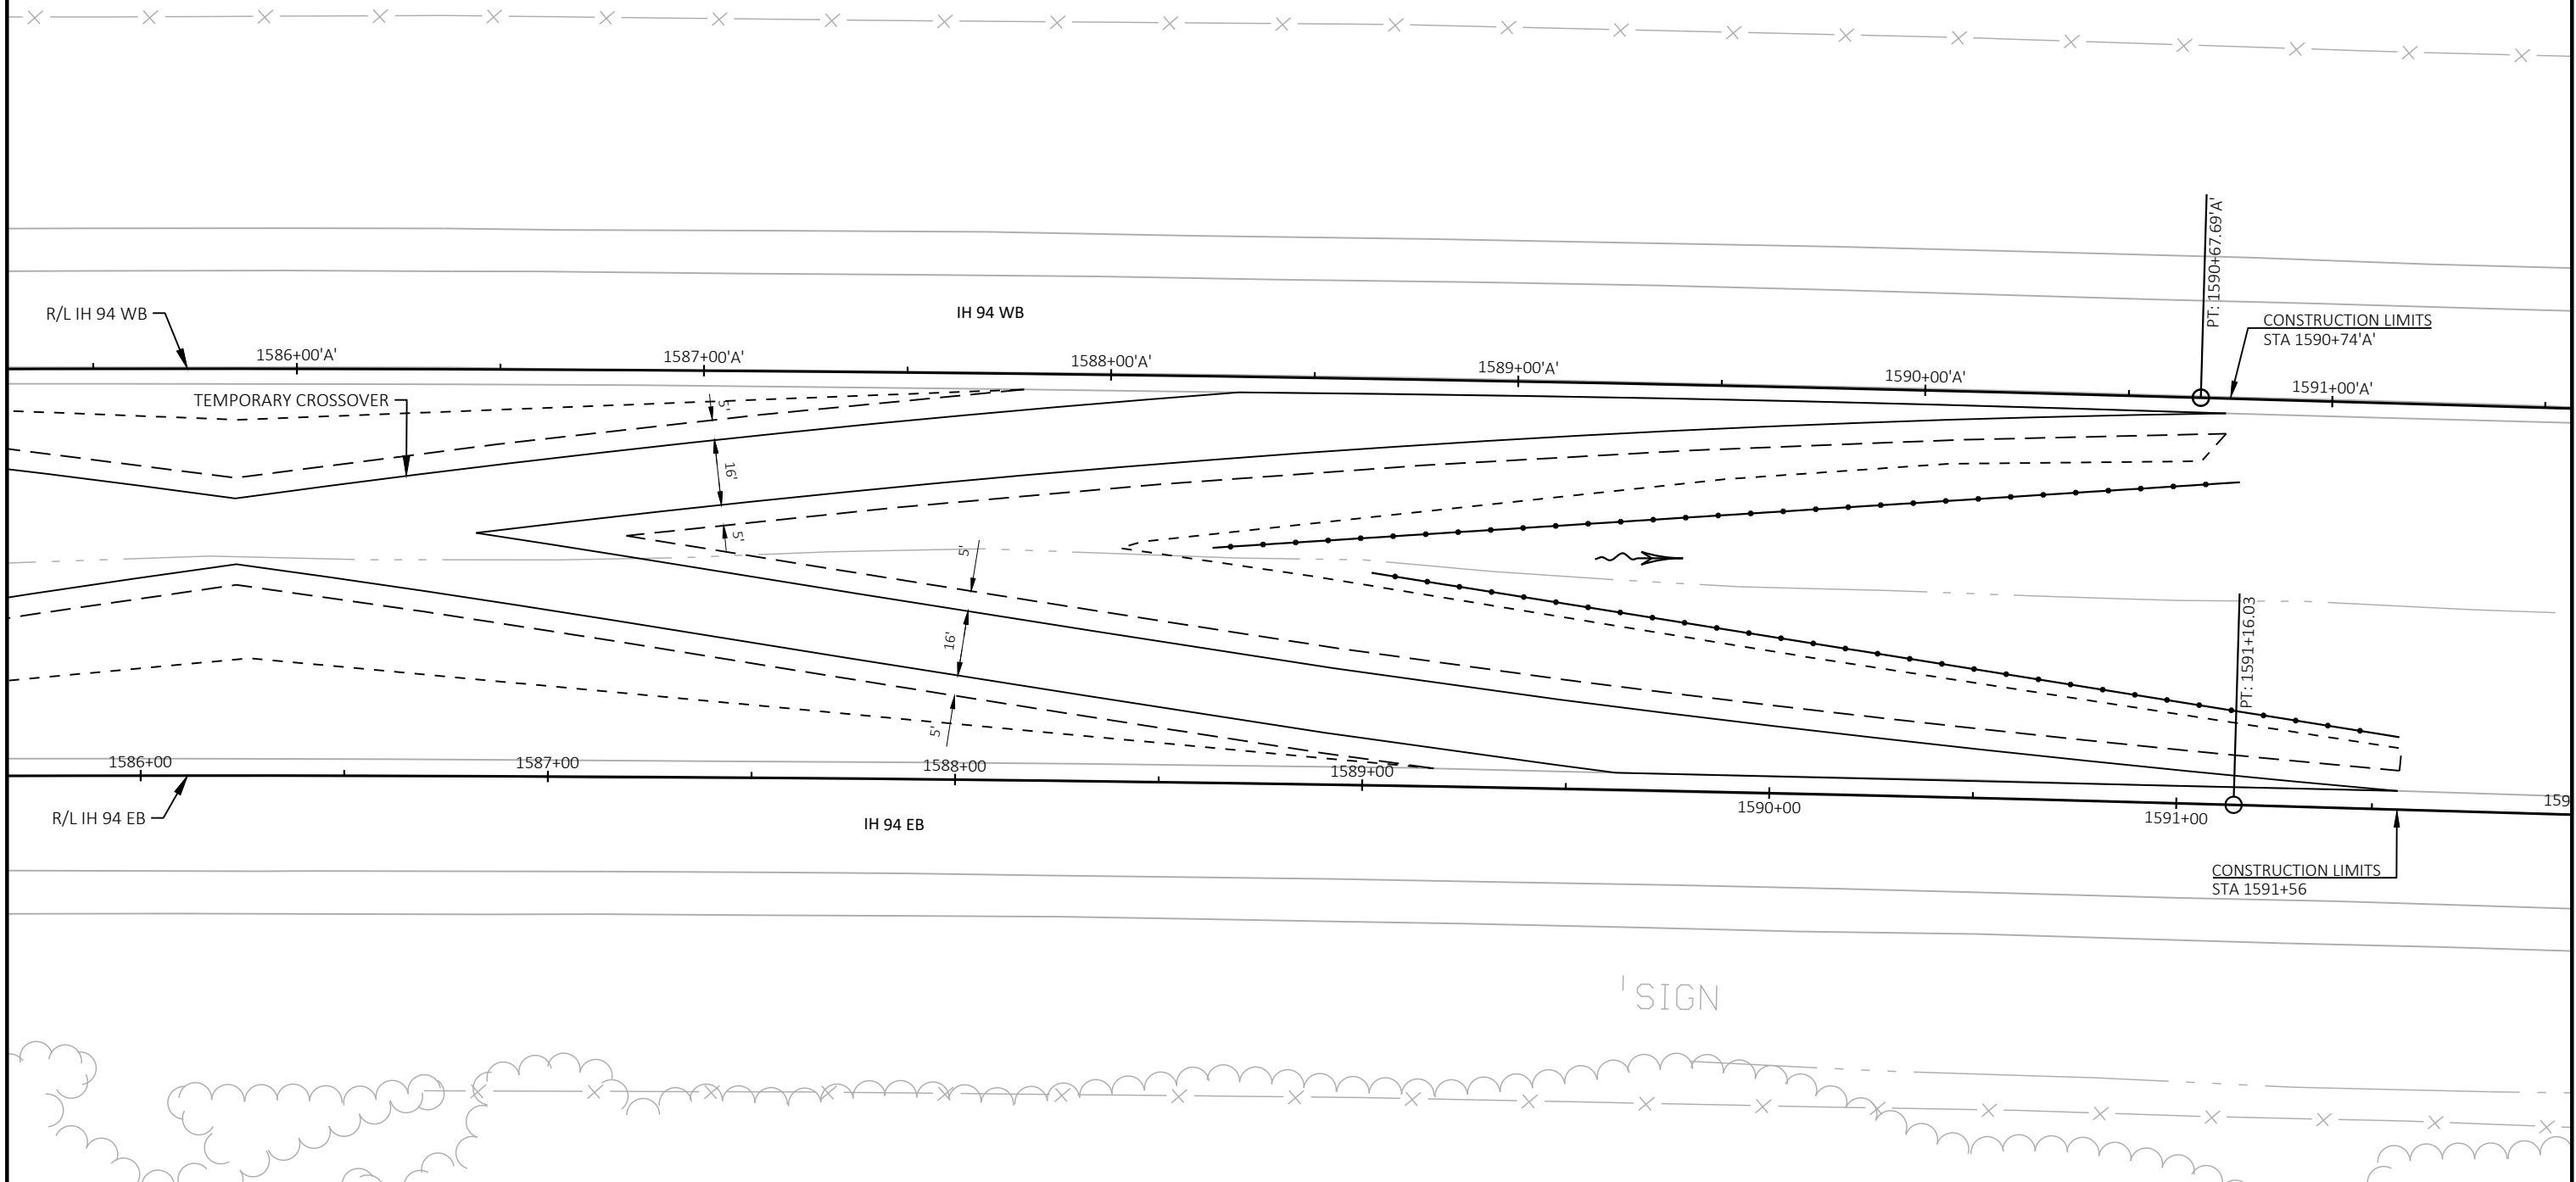 PT: 1590+67.69'A'
R/L IH 94 WB
IH 94 WB
CONSTRUCTION LIMITS
STA 1590+74'A'
1586+00'A'
1587+00'A'
1588+00'A'
1589+00'A'
1590+00'A'
1591+00'A'
TEMPORARY CROSSOVER
5'
16'
5'
5'
16'
5'
PT: 1591+16.03
1586+00
1587+00
1588+00
1589+00
1590+00
1591+00
159
R/L IH 94 EB
IH 94 EB
CONSTRUCTION LIMITS
STA 1591+56
'SIGN